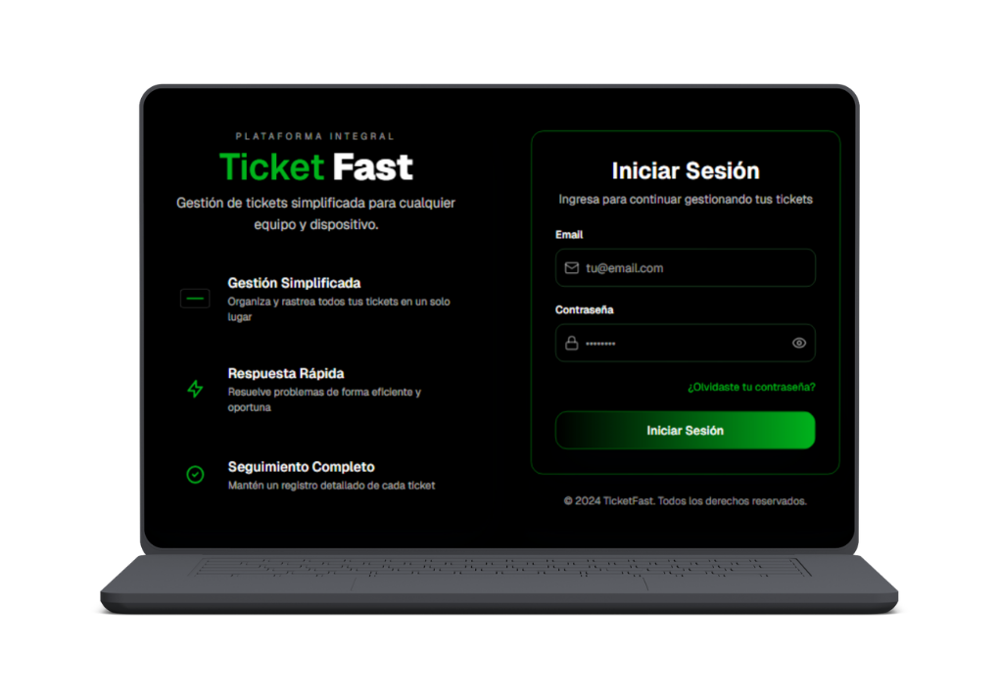 PLATAFORMA INTEGRAL
Ticket Fast
Gestión de tickets simplificada para cualquier
equipo y dispositivo.
Gestión Simplificada
Organiza y rastrea todos tus tickets en un solo
lugar
Respuesta Rápida
Resuelve problemas de forma eficiente y
oportuna
Seguimiento Completo
Mantén un registro detallado de cada ticket
Iniciar Sesión
Ingresa para continuar gestionando tus tickets
Email
tu@email.com
Contraseña
••••••••
¿Olvidaste tu contraseña?
Iniciar Sesión
© 2024 TicketFast. Todos los derechos reservados.